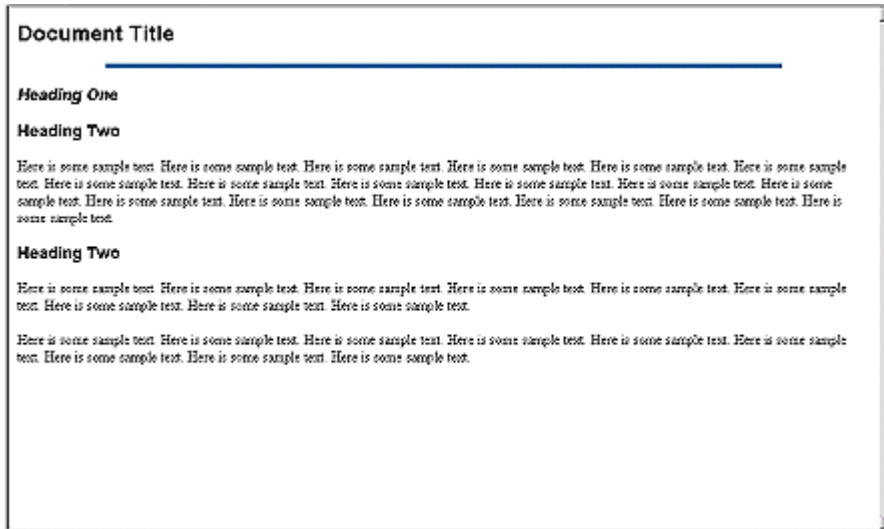 Document Title
Heading One
Heading Two
Here is some sample text. Here is some sample text. Here is some sample text. Here is some sample text. Here is some sample text. Here is some sample
text. Here is some sample text. Here is some sample text. Here is some sample text. Here is some sample text. Here is some sample text. Here is some
sample text. Here is some sample text. Here is some sample text. Here is some sample text. Here is some sample text. Here is some sample text. Here is
some sample text.
Heading Two
Here is some sample text. Here is some sample text. Here is some sample text. Here is some sample text. Here is some sample text. Here is some sample
text. Here is some sample text. Here is some sample text. Here is some sample text.
Here is some sample text. Here is some sample text. Here is some sample text. Here is some sample text. Here is some sample text. Here is some sample
text. Here is some sample text. Here is some sample text. Here is some sample text.